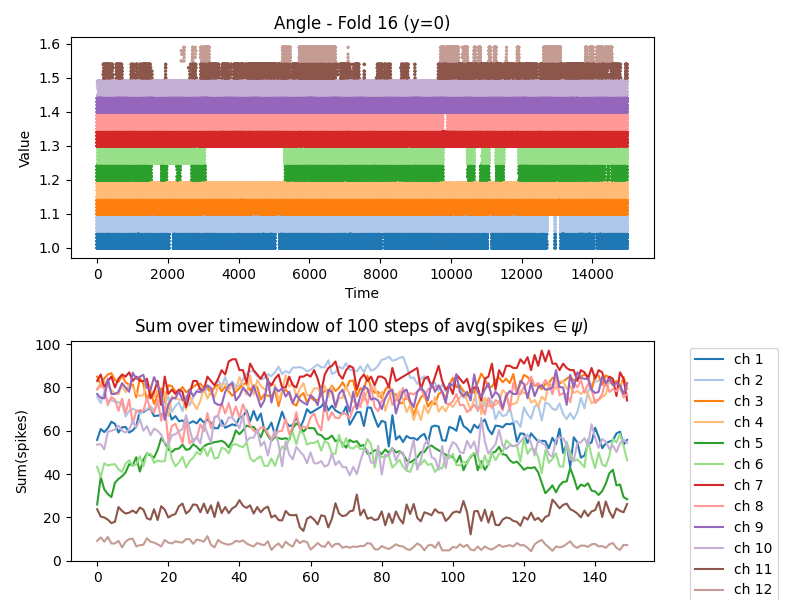 Angle - Fold 16 (y=0)
1.6
1.5
1.4
1.3
1.2
1.1
1.0
Value
0 2000 4000 6000 8000 10000 12000 14000
Time
Sum over timewindow of 100 steps of avg(spikes ∈ ψ)
100
80
60
40
20
0
Sum(spikes)
0 20 40 60 80 100 120 140
ch 1
ch 2
ch 3
ch 4
ch 5
ch 6
ch 7
ch 8
ch 9
ch 10
ch 11
ch 12